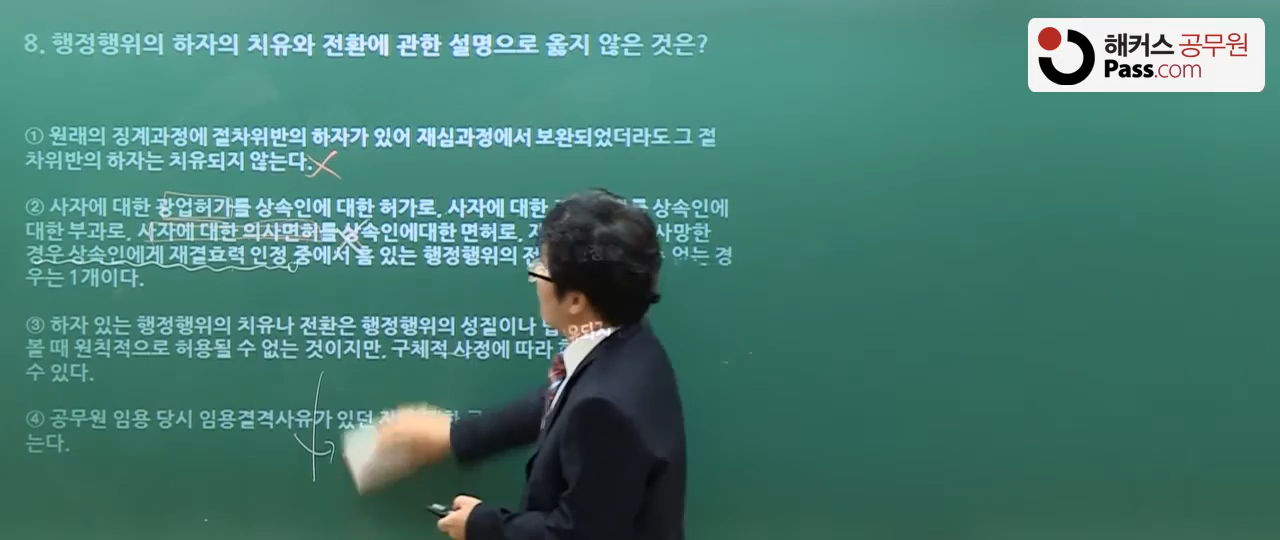 8. 행정행위의 하자의 치유와 전환에 관한 설명으로 옳지 않은 것은?
해커스 공무원
Pass.com
① 원래의 징계과정에 절차위반의 하자가 있어 재심과정에서 보완되었더라도 그 절
차위반의 하자는 치유되지 않는다.
② 사자에 대한 광업허가를 상속인에 대한 허가로, 사자에 대한 상속인에
대한 부과로, 사자에 대한 의사면허를 상속인에대한 면허로, 사망한
경우 상속인에게 재결효력 인정 중에서 흠 있는 행정행위의 없는 경
우는 1개이다.
③ 하자 있는 행정행위의 치유나 전환은 행정행위의 성질이나
볼 때 원칙적으로 허용될 수 없는 것이지만, 구체적 사정에 따라
수 있다.
④ 공무원 임용 당시 임용결격사유가 있던
는다.